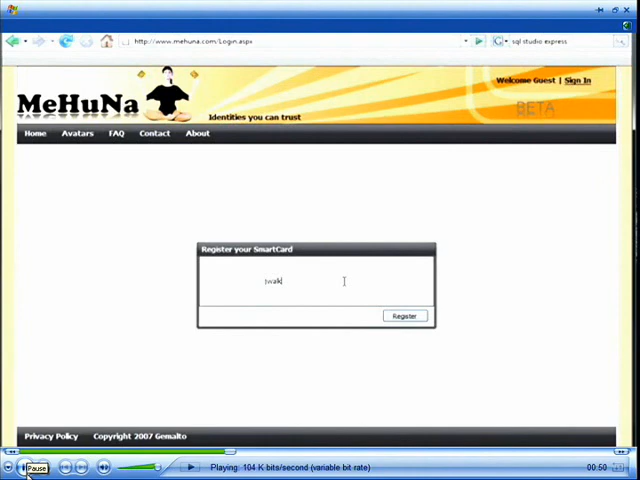 http://www.mehuna.com/Login.aspx
sql studio express
Welcome Guest | Sign In
MeHuNa
BETA
Identities you can trust
Home Avatars FAQ Contact About
Register your SmartCard
jwalk
Register
Privacy Policy Copyright 2007 Gemalto
Pause
Playing: 104 K bits/second (variable bit rate)
00:50